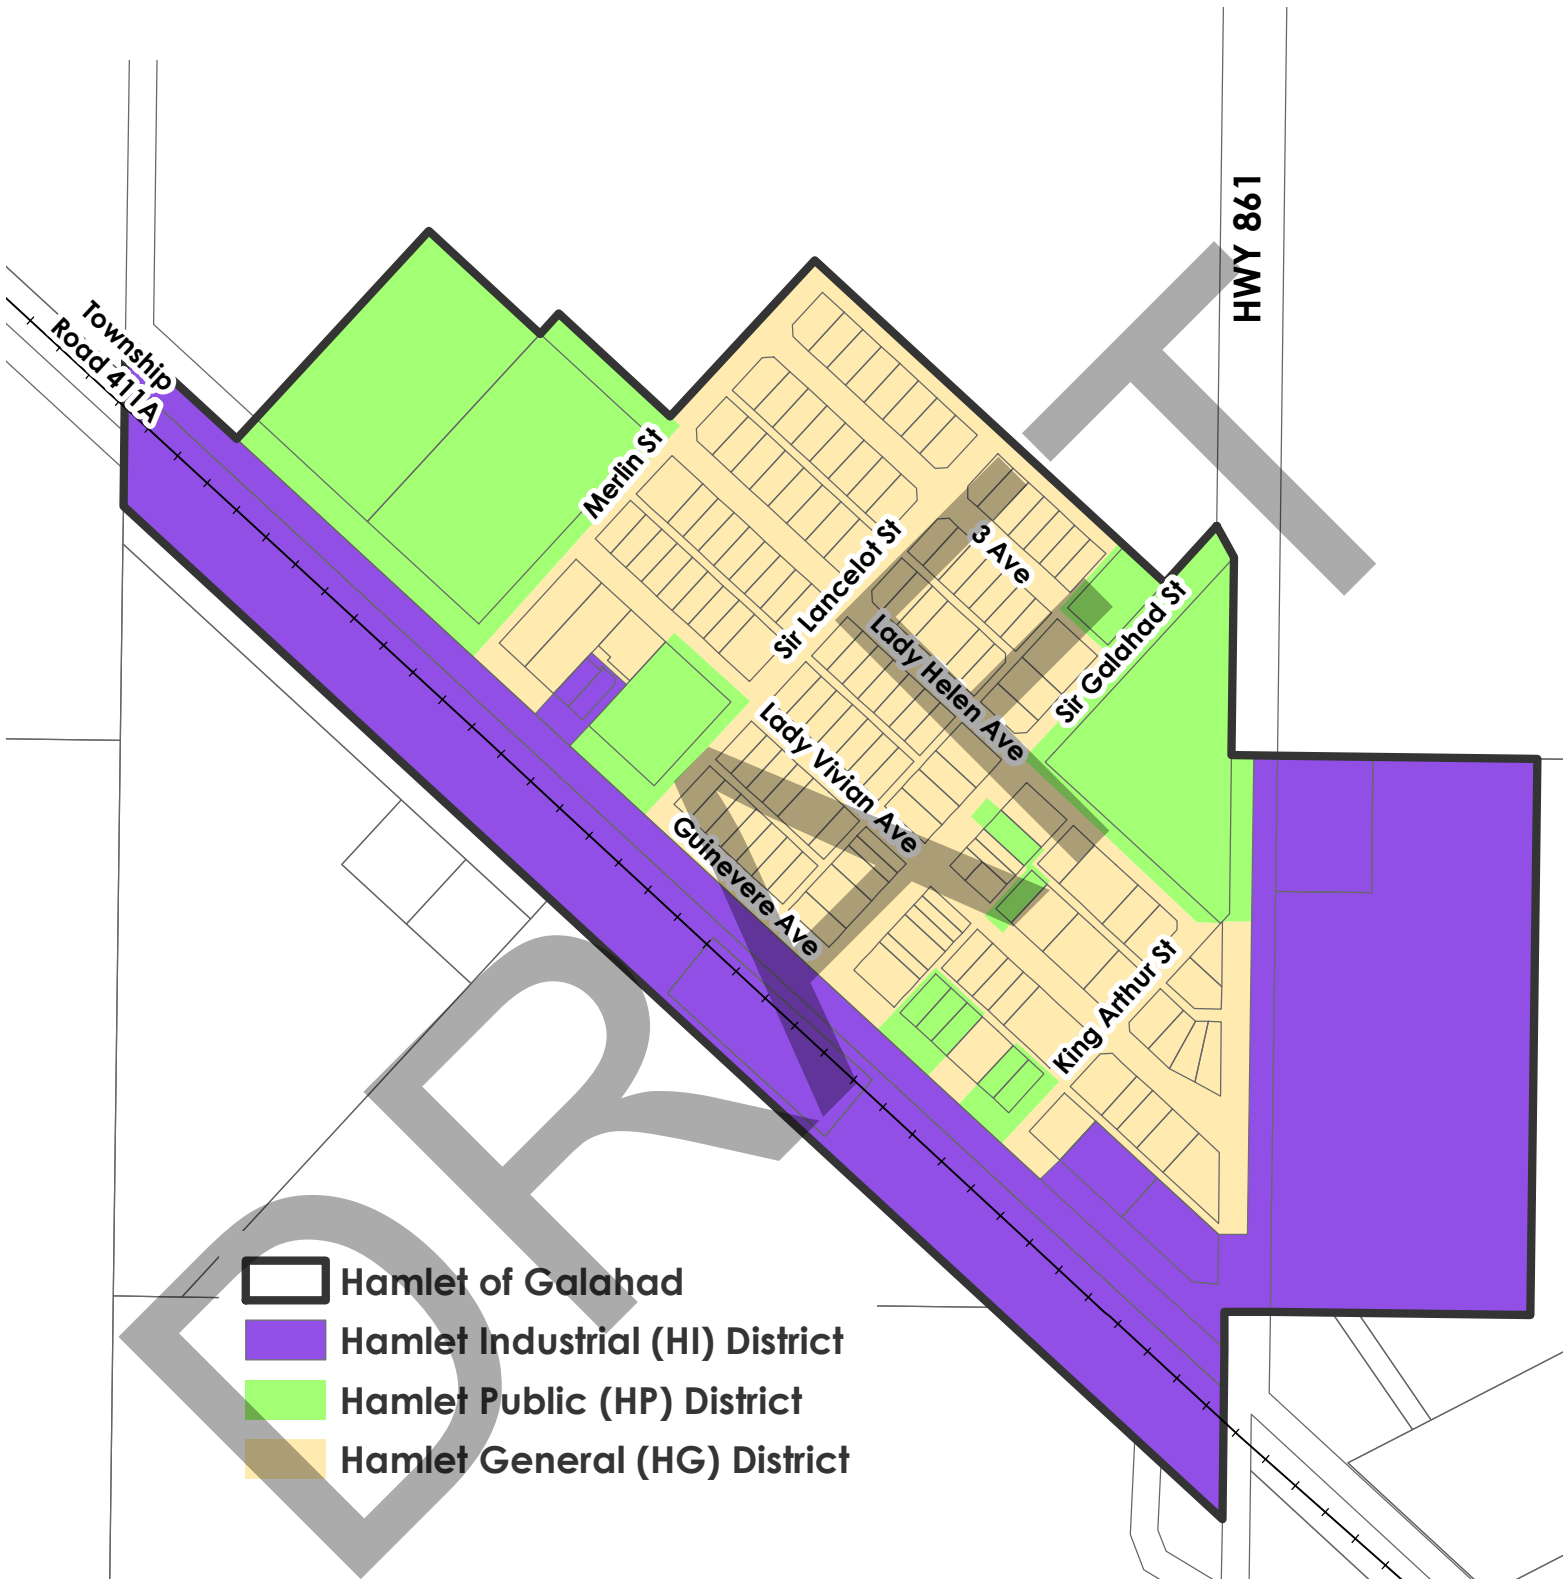 HWY 861
Township
Road 411A
Merlin St
Sir Lancelot St
3 Ave
Lady Helen Ave
Sir Galahad St
Lady Vivian Ave
Guinevere Ave
King Arthur St
DRAFT
Hamlet of Galahad
Hamlet Industrial (HI) District
Hamlet Public (HP) District
Hamlet General (HG) District